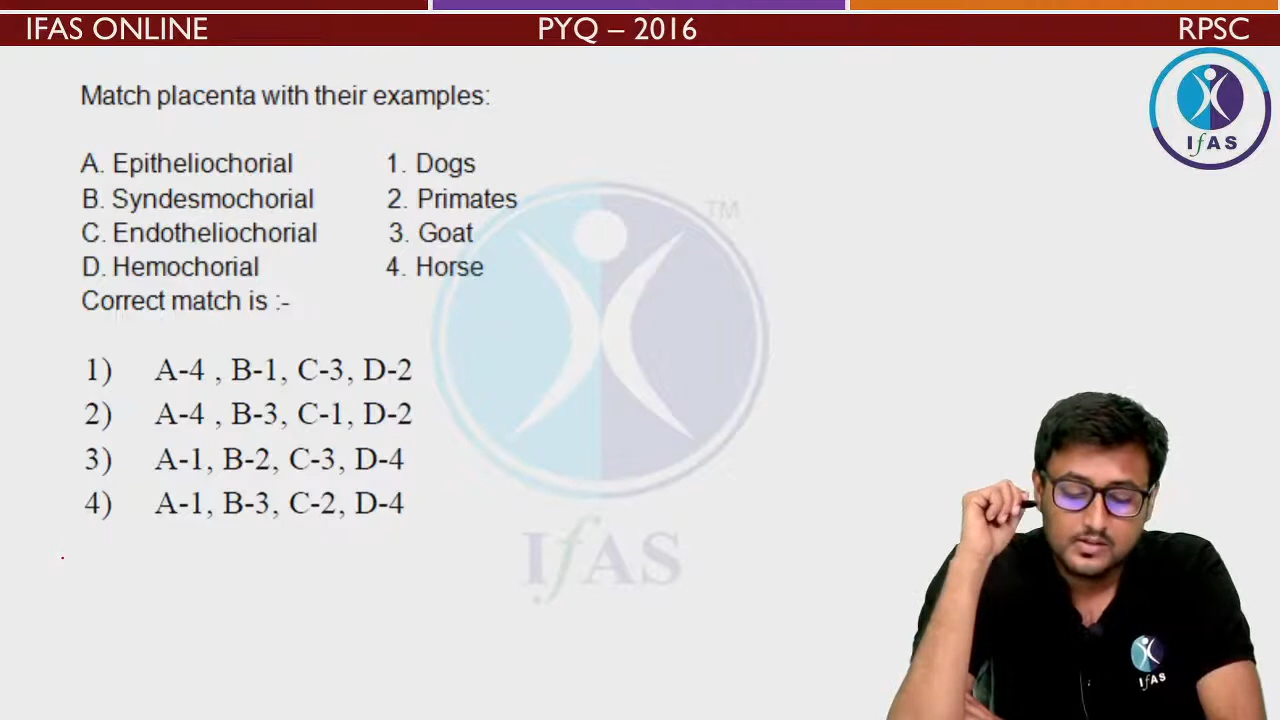 IFAS ONLINE PYQ – 2016 RPSC
IfAS
Match placenta with their examples:
A. Epitheliochorial 1. Dogs
B. Syndesmochorial 2. Primates
TM
C. Endotheliochorial 3. Goat
D. Hemochorial 4. Horse
Correct match is :-
1) A-4 , B-1, C-3, D-2
2) A-4 , B-3, C-1, D-2
3) A-1, B-2, C-3, D-4
4) A-1, B-3, C-2, D-4
IfAS
IfAS